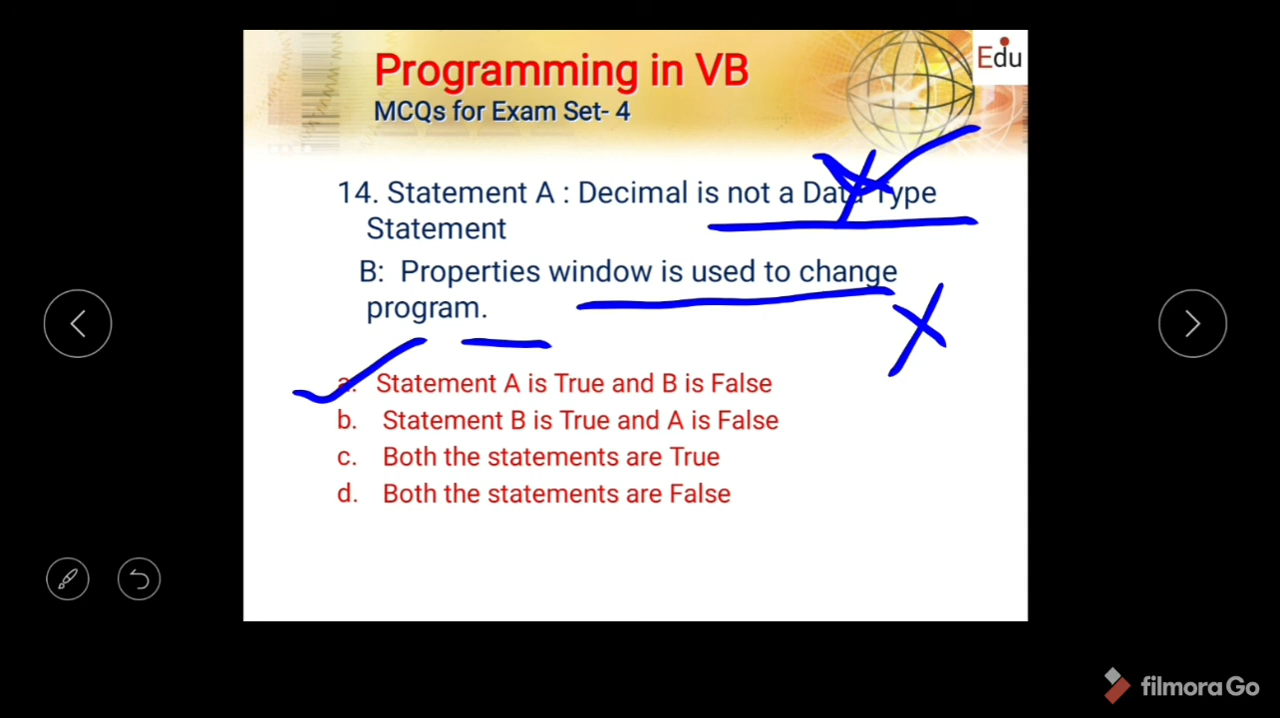 Programming in VB
Edu
MCQs for Exam Set- 4
14. Statement A : Decimal is not a Data Type
Statement
B: Properties window is used to change
program.
a. Statement A is True and B is False
b. Statement B is True and A is False
c. Both the statements are True
d. Both the statements are False
filmoraGo